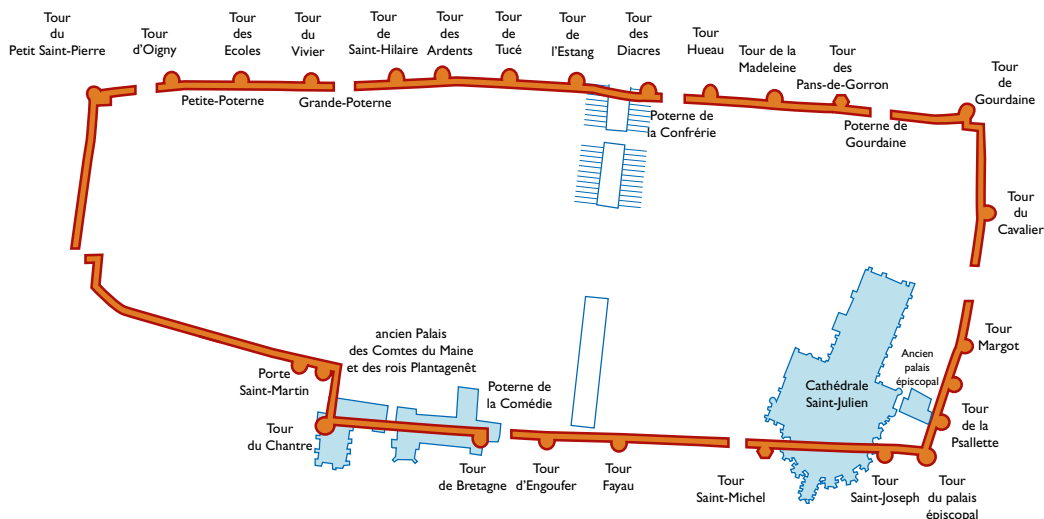 Tour
du
Petit Saint-Pierre
Tour
d'Oigny
Tour
des
Ecoles
Tour
du
Vivier
Tour
de
Saint-Hilaire
Tour
des
Ardents
Tour
de
Tucé
Tour
de
l'Estang
Tour
des
Diacres
Tour
Hueau
Tour de la
Madeleine
Tour
des
Pans-de-Gorron
Tour
de
Gourdaine
Petite-Poterne
Grande-Poterne
Poterne de
la Confrérie
Poterne de
Gourdaine
Tour
du
Cavalier
Tour
Margot
ancien Palais
des Comtes du Maine
et des rois Plantagenêt
Porte
Saint-Martin
Poterne de
la Comédie
Cathédrale
Saint-Julien
Ancien
palais
épiscopal
Tour
de la
Psallette
Tour
du Chantre
Tour
de Bretagne
Tour
d'Engoufer
Tour
Fayau
Tour
Saint-Michel
Tour
Saint-Joseph
Tour
du palais
épiscopal